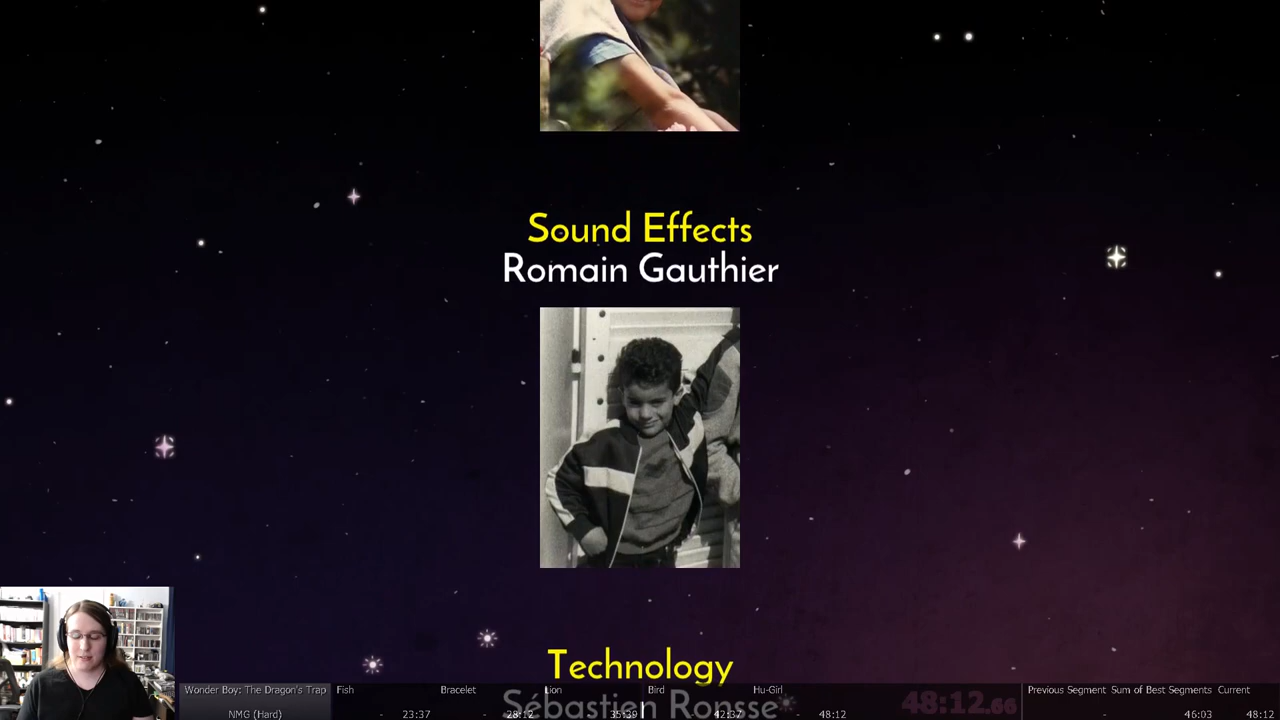 Sound Effects
Romain Gauthier
Technology
Sébastien Ronsse
Wonder Boy: The Dragon's Trap
NMG (Hard)
Fish
- 23:37
Bracelet
- 28:12
Lion
- 35:39
Bird
- 42:37
Hu-Girl
- 48:12
48:12.66
Previous Segment
-
Sum of Best Segments
46:03
Current
48:12